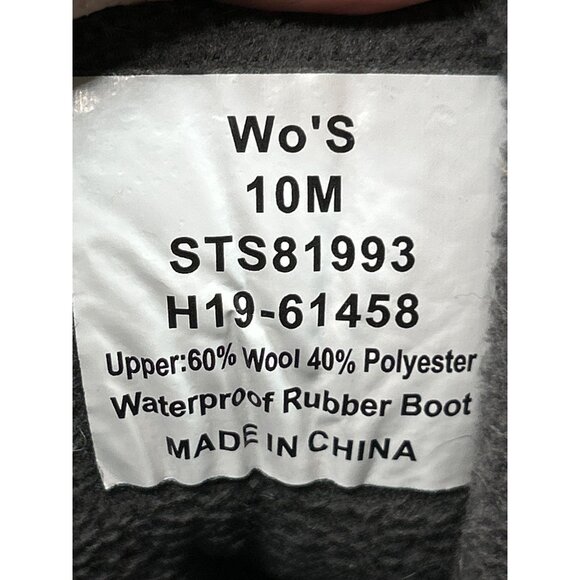 Wo'S
10M
STS81993
H19-61458
Upper:60% Wool 40% Polyester
Waterproof Rubber Boot
MADE IN CHINA